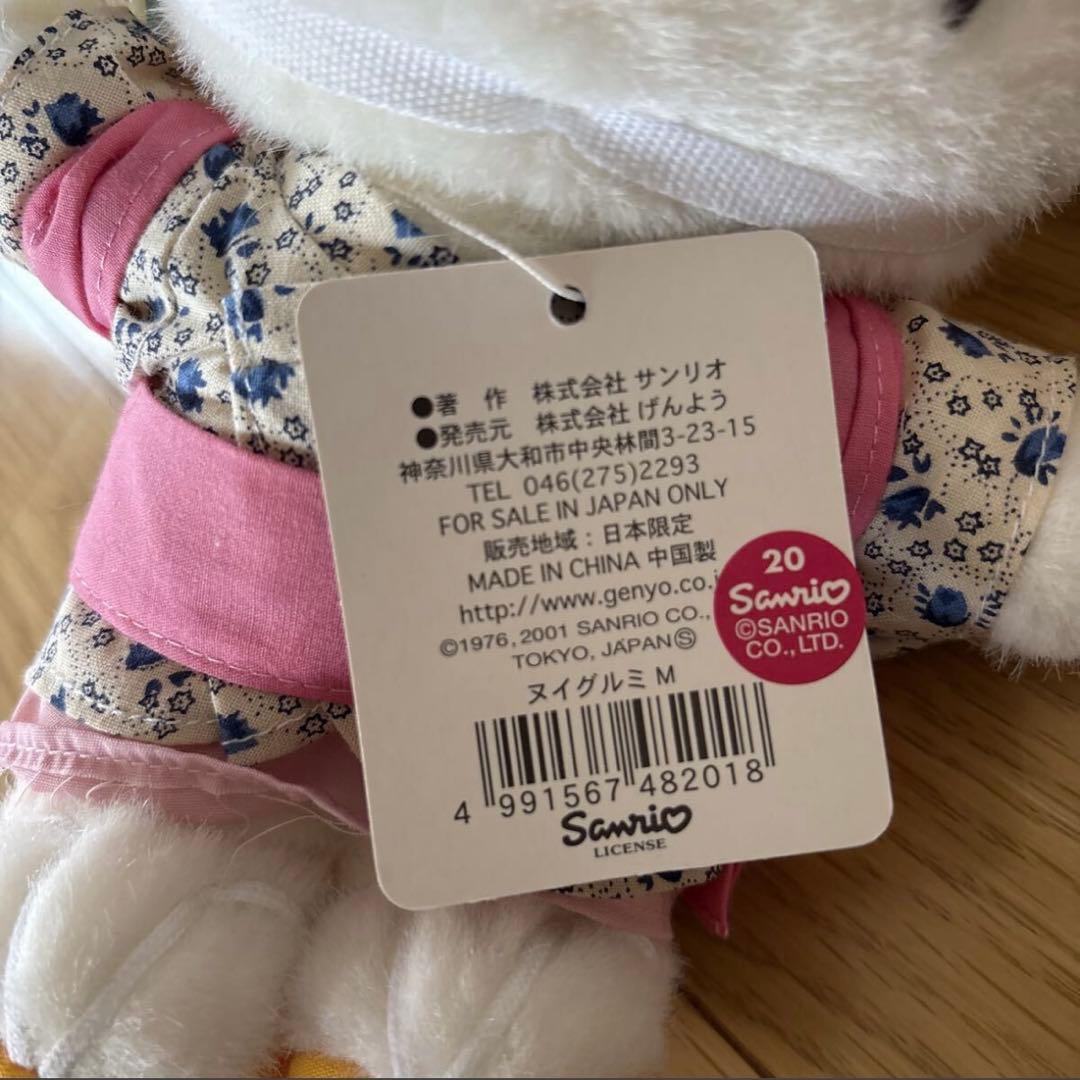 ●著　作　株式会社 サンリオ
●発売元　株式会社 げんよう
神奈川県大和市中央林間3-23-15
TEL 046(275)2293
FOR SALE IN JAPAN ONLY
販売地域：日本限定
MADE IN CHINA 中国製
http://www.genyo.co.j
©1976, 2001 SANRIO CO.,
TOKYO, JAPAN Ⓢ
ヌイグルミ M
4 991567 482018
Sanrio
LICENSE
20
Sanrio
©SANRIO
CO., LTD.